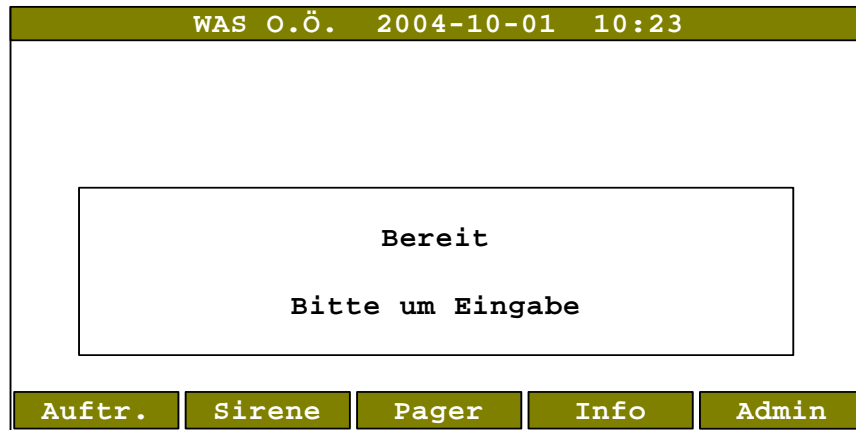 WAS O.Ö. 2004-10-01 10:23
Bereit
Bitte um Eingabe
Auftr. Sirene Pager Info Admin